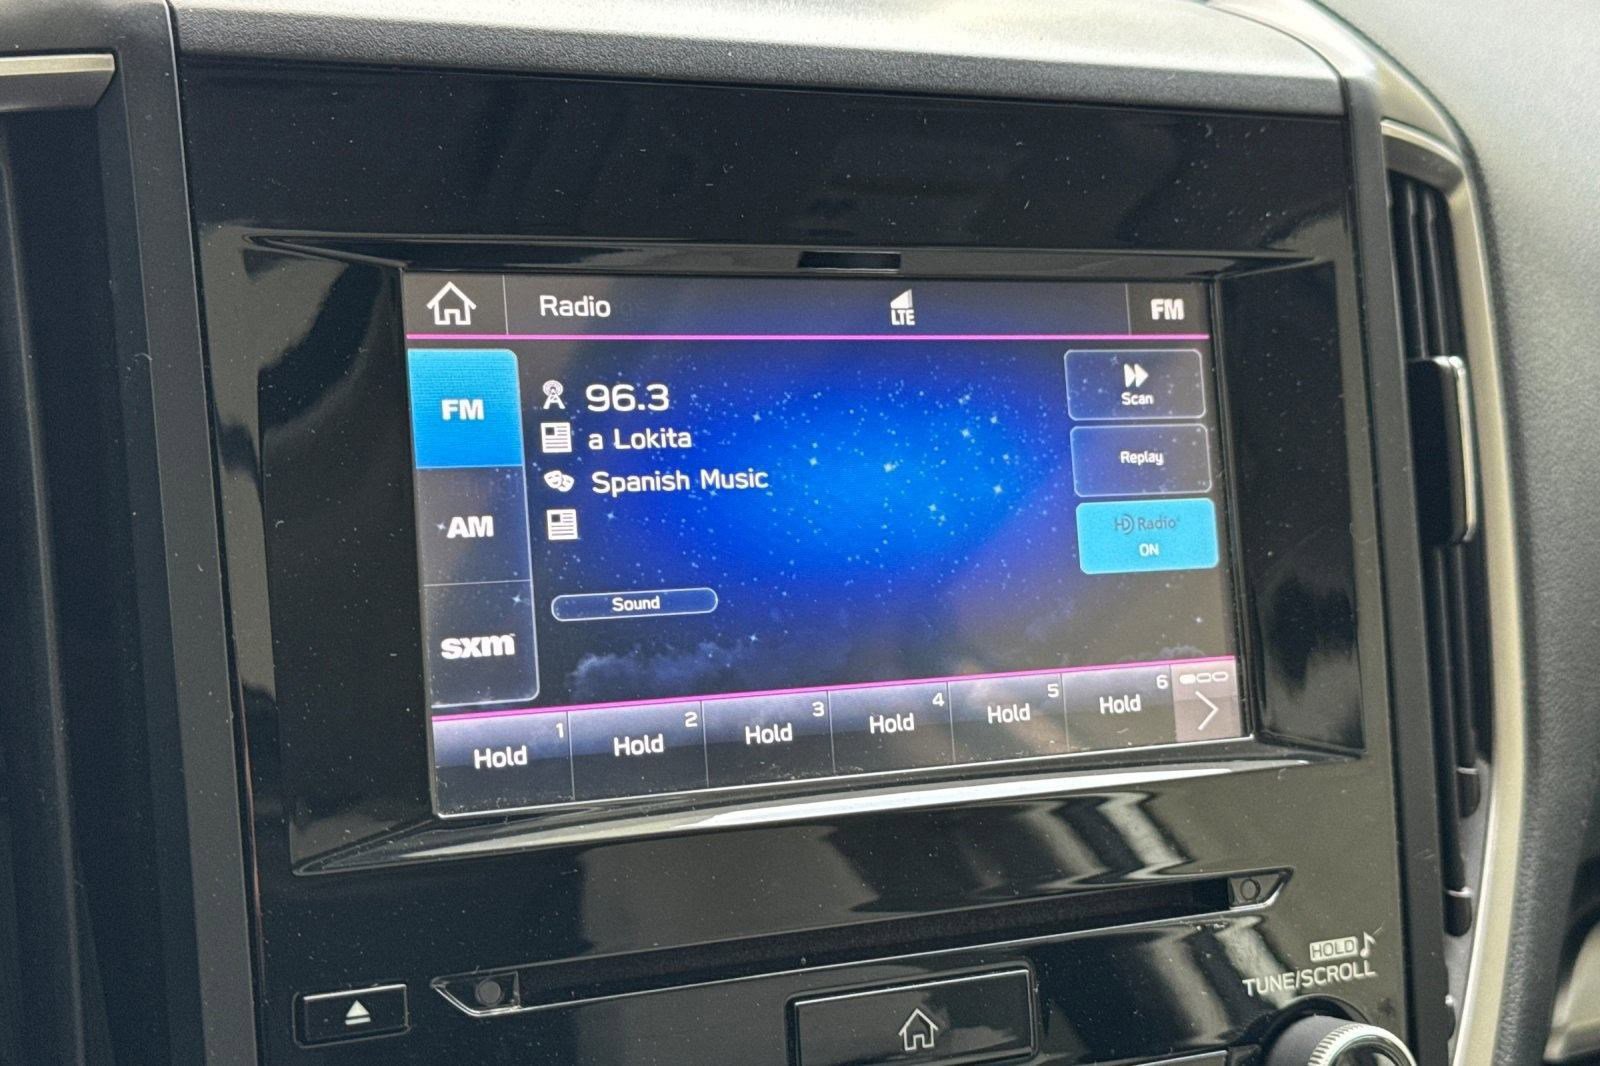 Radio
LTE
FM
FM
96.3
a Lokita
Spanish Music
AM
sxm
Scan
Replay
HD Radio
ON
Sound
1
Hold
2
Hold
3
Hold
4
Hold
5
Hold
6
Hold
HOLD
TUNE/SCROLL